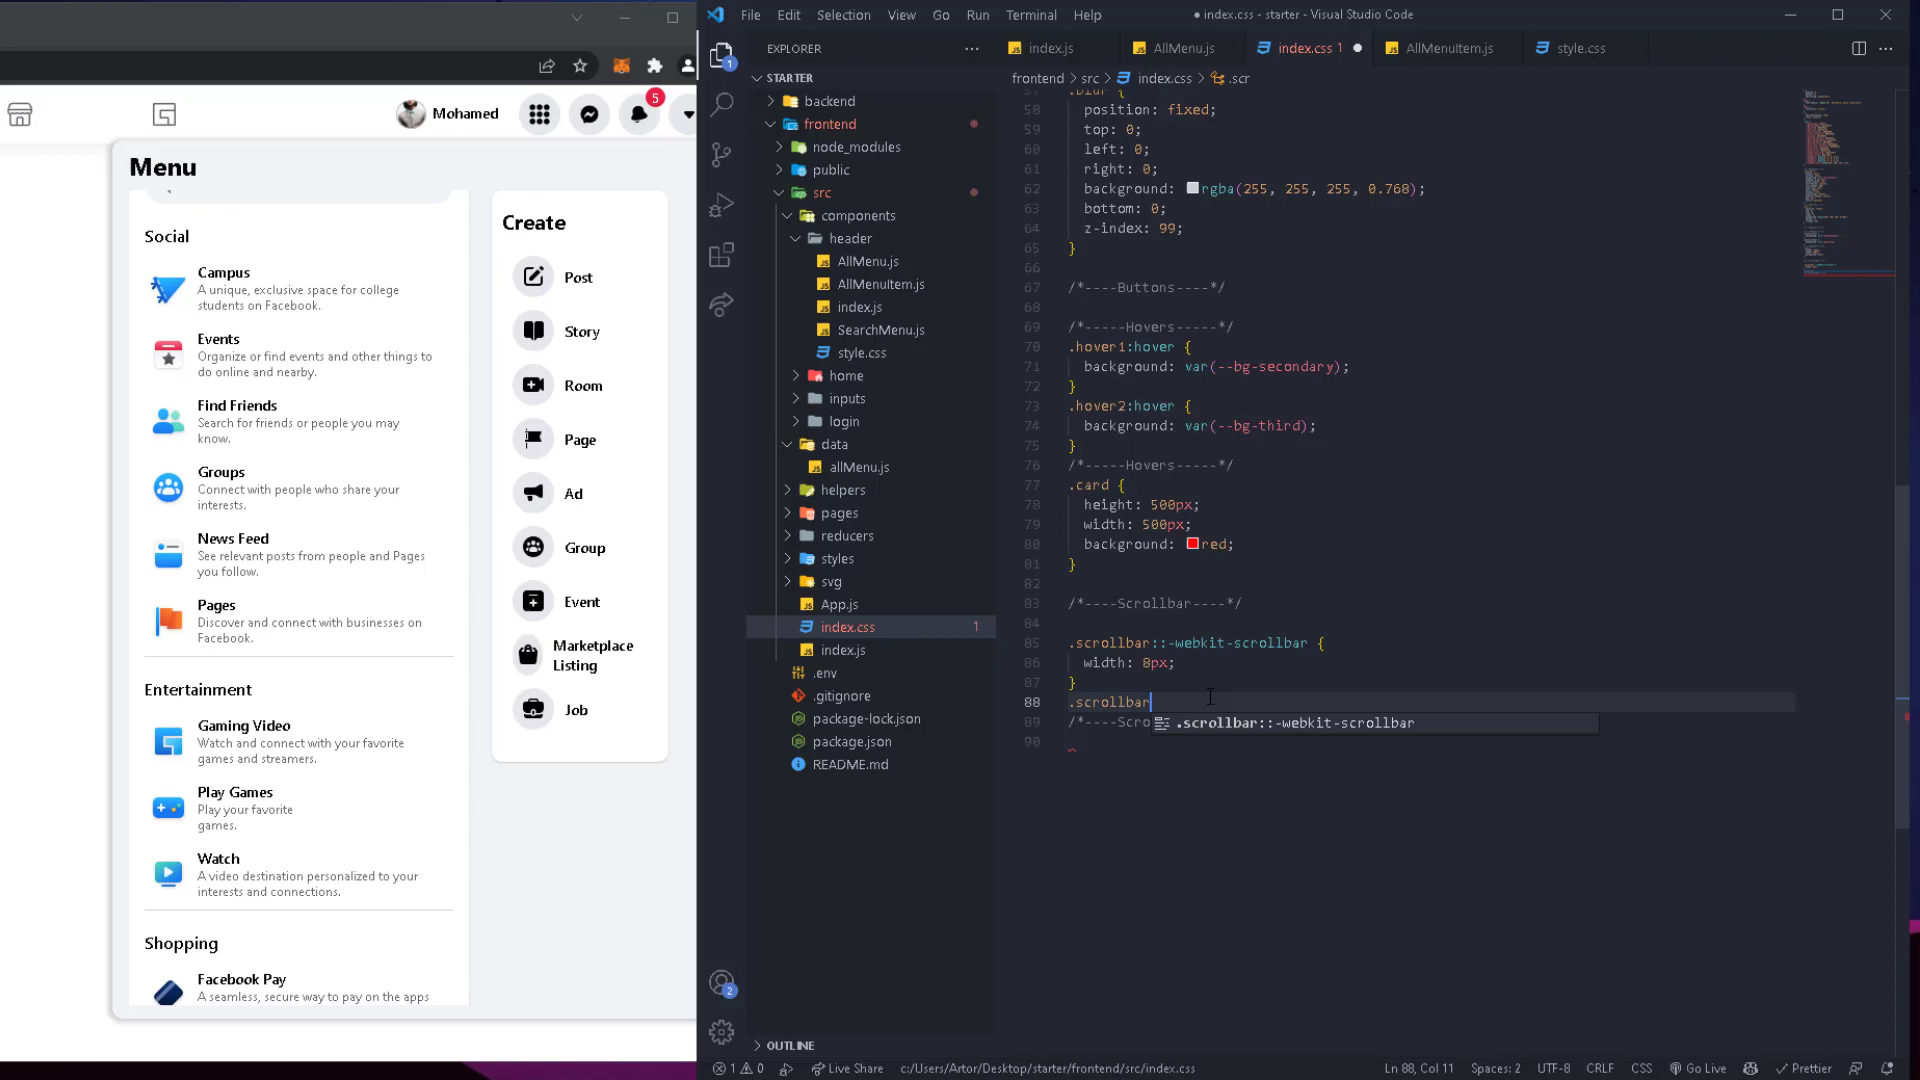 File Edit Selection View Go Run Terminal Help
● index.css - starter - Visual Studio Code
EXPLORER
index.js
AllMenu.js
index.css 1
AllMenuItem.js
style.css
STARTER
frontend > src > index.css > .scr
Mohamed
5
1
Menu
Social
Campus
A unique, exclusive space for college
students on Facebook.
Events
Organize or find events and other things to
do online and nearby.
Find Friends
Search for friends or people you may
know.
Groups
Connect with people who share your
interests.
News Feed
See relevant posts from people and Pages
you follow.
Pages
Discover and connect with businesses on
Facebook.
Entertainment
Gaming Video
Watch and connect with your favorite
games and streamers.
Play Games
Play your favorite
games.
Watch
A video destination personalized to your
interests and connections.
Shopping
Facebook Pay
A seamless, secure way to pay on the apps
Create
Post
Story
Room
Page
Ad
Group
Event
Marketplace
Listing
Job
backend
frontend
node_modules
public
src
components
header
AllMenu.js
AllMenuItem.js
index.js
SearchMenu.js
style.css
home
inputs
login
data
allMenu.js
helpers
pages
reducers
styles
svg
App.js
index.css 1
index.js
.env
.gitignore
package-lock.json
package.json
README.md
OUTLINE
2
57 .blur {
58 position: fixed;
59 top: 0;
60 left: 0;
61 right: 0;
62 background: rgba(255, 255, 255, 0.768);
63 bottom: 0;
64 z-index: 99;
65 }
66
67 /*----Buttons----*/
68
69 /*-----Hovers-----*/
70 .hover1:hover {
71 background: var(--bg-secondary);
72 }
73 .hover2:hover {
74 background: var(--bg-third);
75 }
76 /*-----Hovers-----*/
77 .card {
78 height: 500px;
79 width: 500px;
80 background: red;
81 }
82
83 /*----Scrollbar----*/
84
85 .scrollbar::-webkit-scrollbar {
86 width: 8px;
87 }
88 .scrollbar
89 /*----Scro
.scrollbar::-webkit-scrollbar
90
1 0 Live Share c:/Users/Artor/Desktop/starter/frontend/src/index.css Ln 88, Col 11 Spaces: 2 UTF-8 CRLF CSS Go Live Prettier